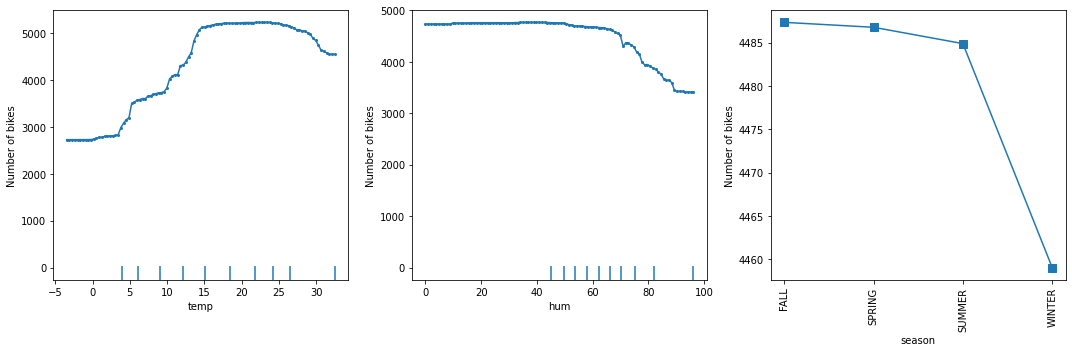 Number of bikes
5000
4000
3000
2000
1000
0
−5 0 5 10 15 20 25 30
temp
Number of bikes
5000
4000
3000
2000
1000
0
0 20 40 60 80 100
hum
Number of bikes
4485
4480
4475
4470
4465
4460
FALL
SPRING
SUMMER
WINTER
season